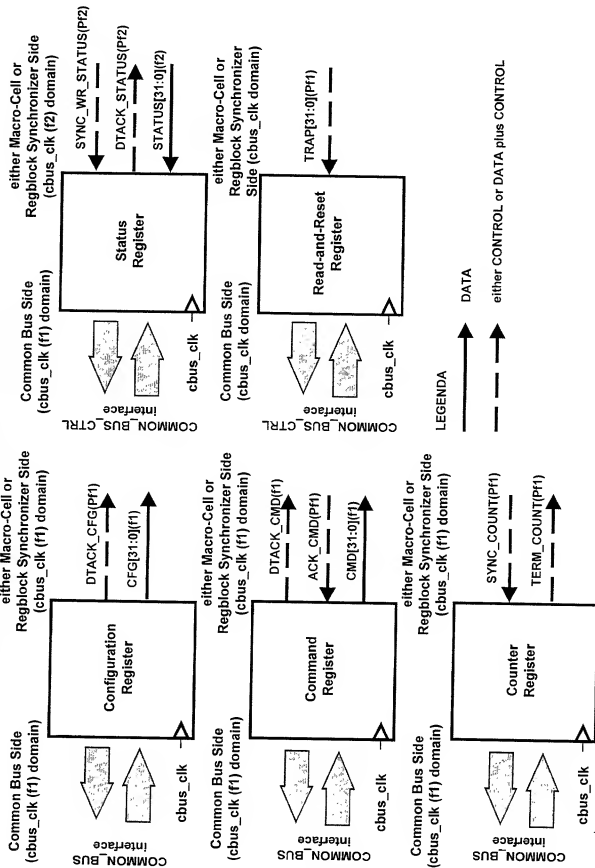 Common Bus Side
(cbus_clk (f1) domain)
either Macro-Cell or
Regblock Synchronizer Side
(cbus_clk (f1) domain)
COMMON_BUS
interface
Configuration
Register
cbus_clk
DTACK_CFG(Pf1)
CFG[31:0](f1)
Common Bus Side
(cbus_clk (f1) domain)
either Macro-Cell or
Regblock Synchronizer Side
(cbus_clk (f2) domain)
COMMON_BUS_CTRL
interface
Status
Register
cbus_clk
SYNC_WR_STATUS(Pf2)
DTACK_STATUS(Pf2)
STATUS[31:0](f2)
Common Bus Side
(cbus_clk (f1) domain)
either Macro-Cell or
Regblock Synchronizer Side
(cbus_clk (f1) domain)
COMMON_BUS
interface
Command
Register
cbus_clk
DTACK_CMD(f1)
ACK_CMD(Pf1)
CMD[31:0](f1)
Common Bus Side
(cbus_clk (f1) domain)
either Macro-Cell or
Regblock Synchronizer
Side (cbus_clk (f2) domain)
COMMON_BUS_CTRL
interface
Read-and-Reset
Register
cbus_clk
TRAP[31:0](Pf1)
Common Bus Side
(cbus_clk (f1) domain)
either Macro-Cell or
Regblock Synchronizer Side
(cbus_clk (f1) domain)
COMMON_BUS
interface
Counter
Register
cbus_clk
SYNC_COUNT(Pf1)
TERM_COUNT(Pf1)
LEGENDA
DATA
either CONTROL or DATA plus CONTROL